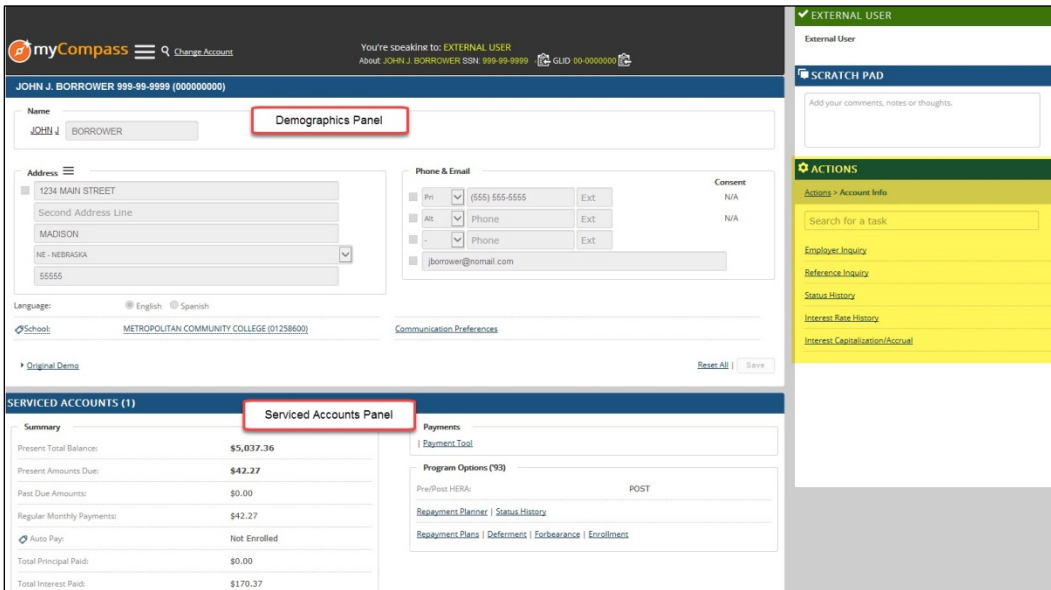 myCompass
Change Account
You're speaking to: EXTERNAL USER
About JOHN J. BORROWER SSN: 999-99-9999 GLID 00-0000000
JOHN J. BORROWER 999-99-9999 (000000000)
Name
JOHN J BORROWER
Demographics Panel
Address
1234 MAIN STREET
Second Address Line
MADISON
NE - NEBRASKA
55555
Phone & Email
Consent
Pri (555) 555-5555 Ext N/A
Alt Phone Ext N/A
- Phone Ext
jborrower@nomail.com
Language: English Spanish
School: METROPOLITAN COMMUNITY COLLEGE (01258600)
Communication Preferences
Original Demo
Reset All | Save
SERVICED ACCOUNTS (1)
Serviced Accounts Panel
Summary
Present Total Balance: $5,037.36
Present Amounts Due: $42.27
Past Due Amounts: $0.00
Regular Monthly Payments: $42.27
Auto Pay: Not Enrolled
Total Principal Paid: $0.00
Total Interest Paid: $170.37
Payments
| Payment Tool
Program Options ('93)
Pre/Post HERA: POST
Repayment Planner | Status History
Repayment Plans | Deferment | Forbearance | Enrollment
EXTERNAL USER
External User
SCRATCH PAD
Add your comments, notes or thoughts.
ACTIONS
Actions > Account Info
Search for a task
Employer Inquiry
Reference Inquiry
Status History
Interest Rate History
Interest Capitalization/Accrual